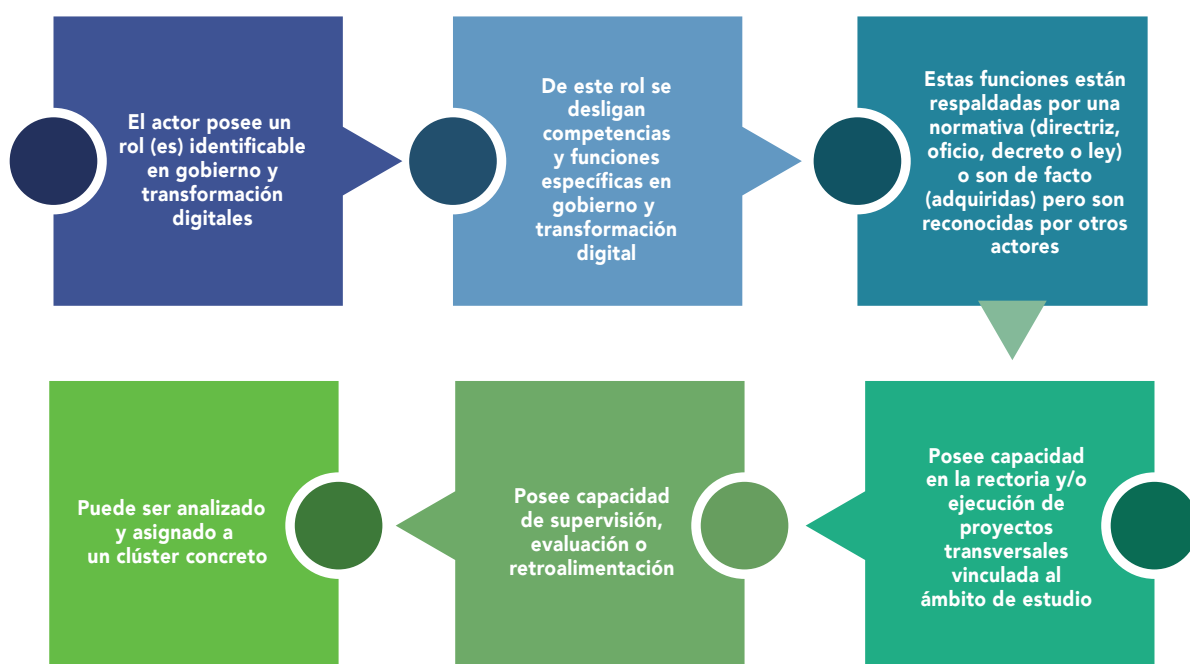 El actor posee un
rol (es) identificable
en gobierno y
transformación
digitales
De este rol se
desligan
competencias
y funciones
específicas en
gobierno y
transformación
digital
Estas funciones están
respaldadas por una
normativa (directriz,
oficio, decreto o ley)
o son de facto
(adquiridas) pero son
reconocidas por otros
actores
Posee capacidad
en la rectoria y/o
ejecución de
proyectos
transversales
vinculada al
ámbito de estudio
Posee capacidad
de supervisión,
evaluación o
retroalimentación
Puede ser analizado
y asignado a
un clúster concreto